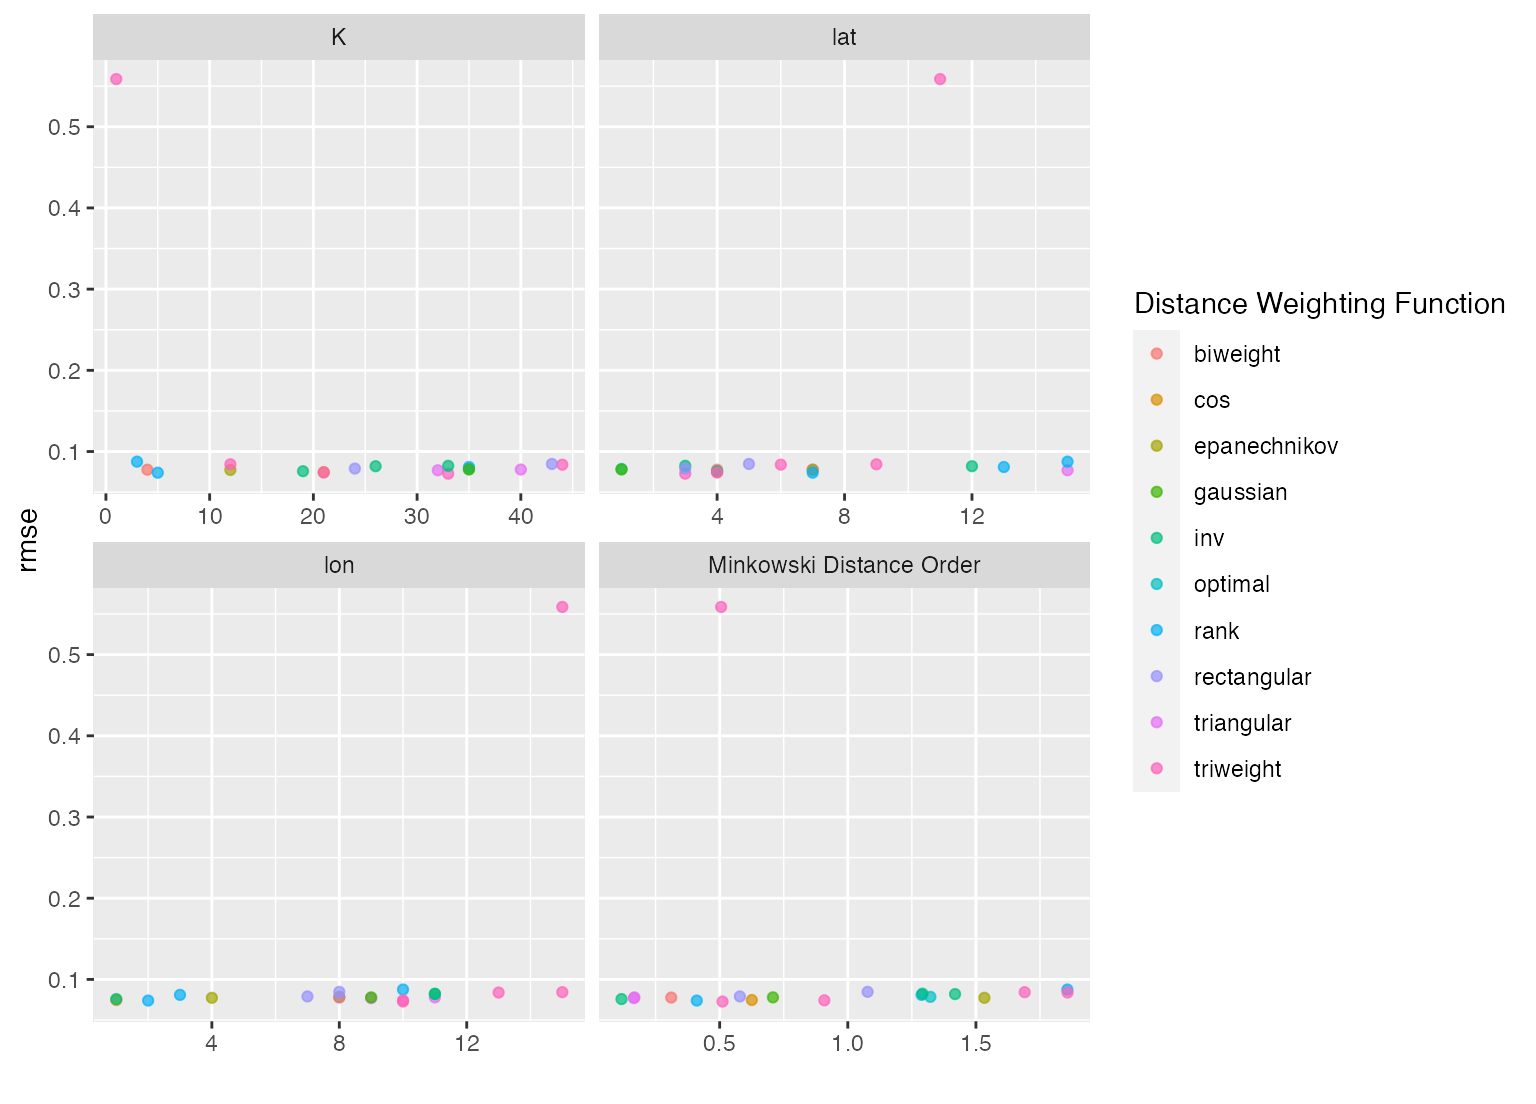 K
lat
0.5
0.4
0.3
0.2
0.1
0 10 20 30 40
4 8 12
rmse
lon
Minkowski Distance Order
0.5
0.4
0.3
0.2
0.1
4 8 12
0.5 1.0 1.5
Distance Weighting Function
biweight
cos
epanechnikov
gaussian
inv
optimal
rank
rectangular
triangular
triweight